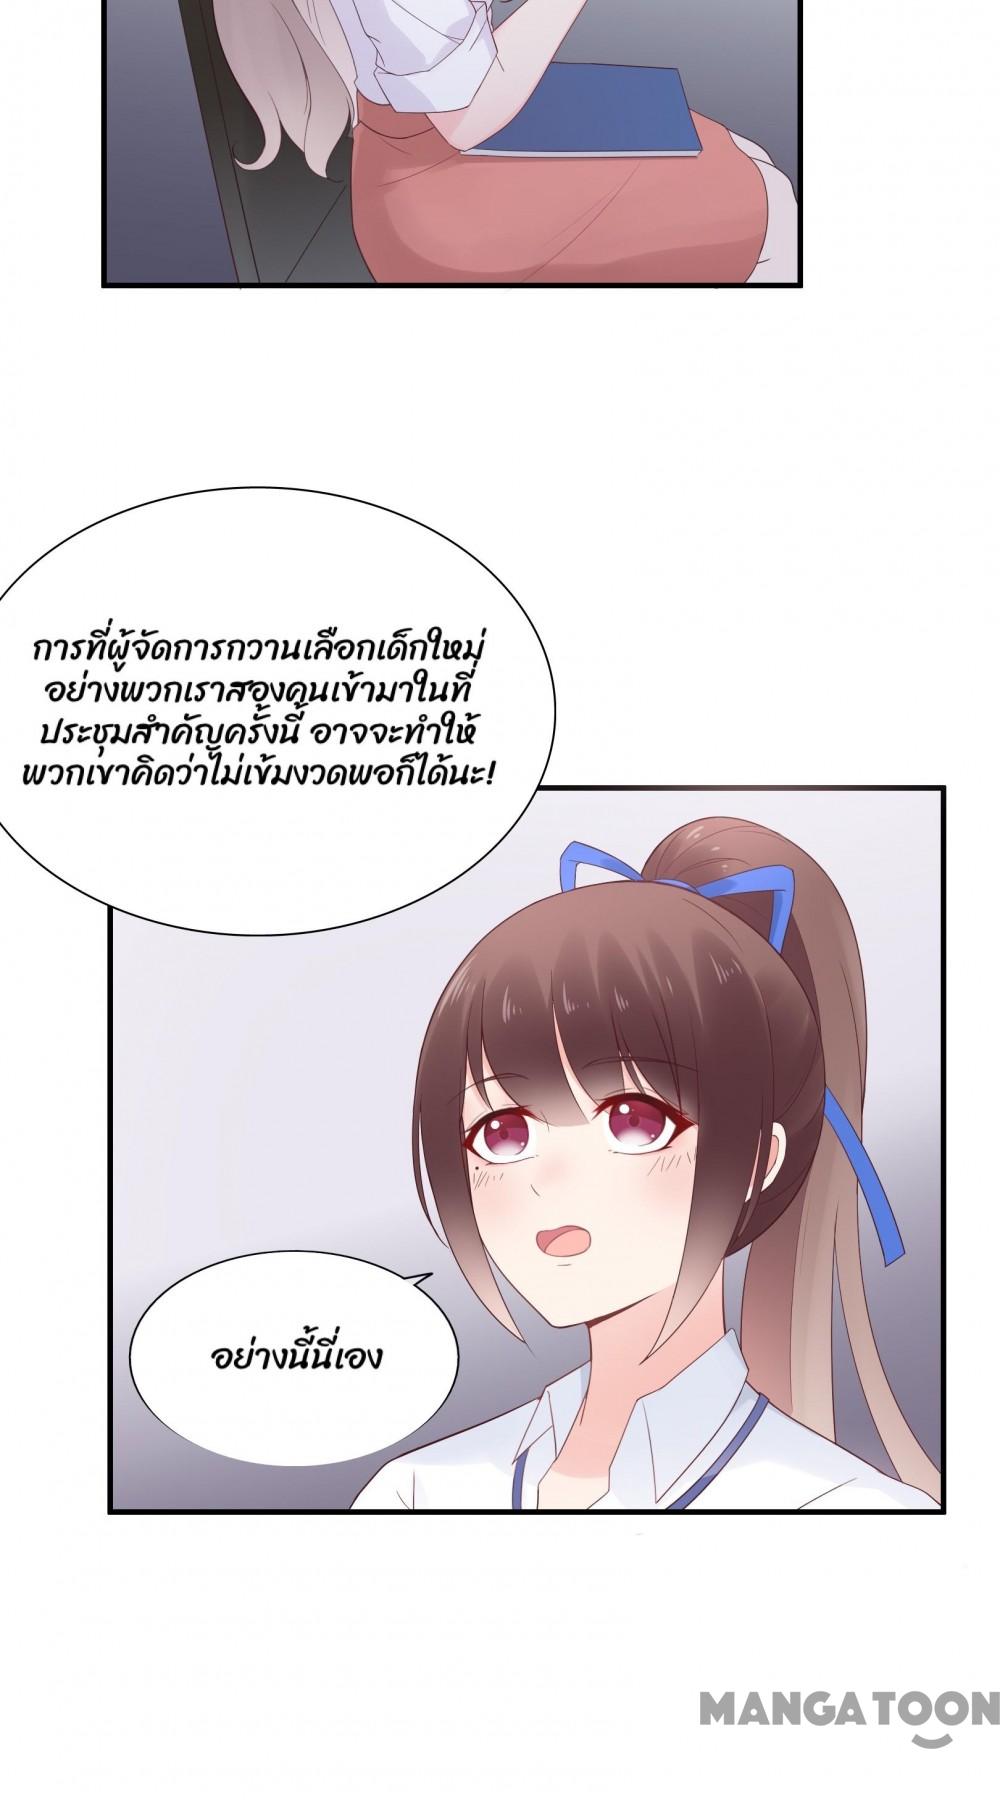 การที่ผู้จัดการกวานเลือกเด็กใหม่
อย่างพวกเราสองคนเข้ามาในที่
ประชุมสำคัญครั้งนี้ อาจจะทำให้
พวกเขาคิดว่าไม่เข้มงวดพอก็ได้นะ!
อย่างนี้นี่เอง
MANGATOON